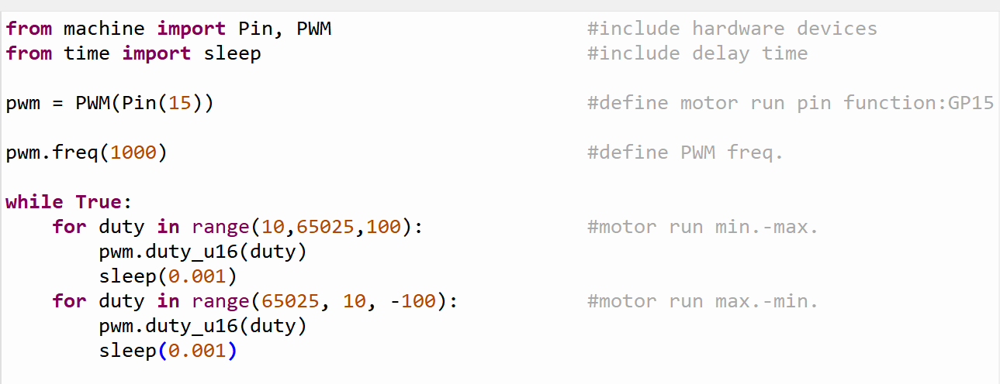 from machine import Pin, PWM                      #include hardware devices
from time import sleep                            #include delay time
pwm = PWM(Pin(15))                                #define motor run pin function:GP15
pwm.freq(1000)                                    #define PWM freq.
while True:
    for duty in range(10,65025,100):              #motor run min.-max.
        pwm.duty_u16(duty)
        sleep(0.001)
    for duty in range(65025, 10, -100):           #motor run max.-min.
        pwm.duty_u16(duty)
        sleep(0.001)